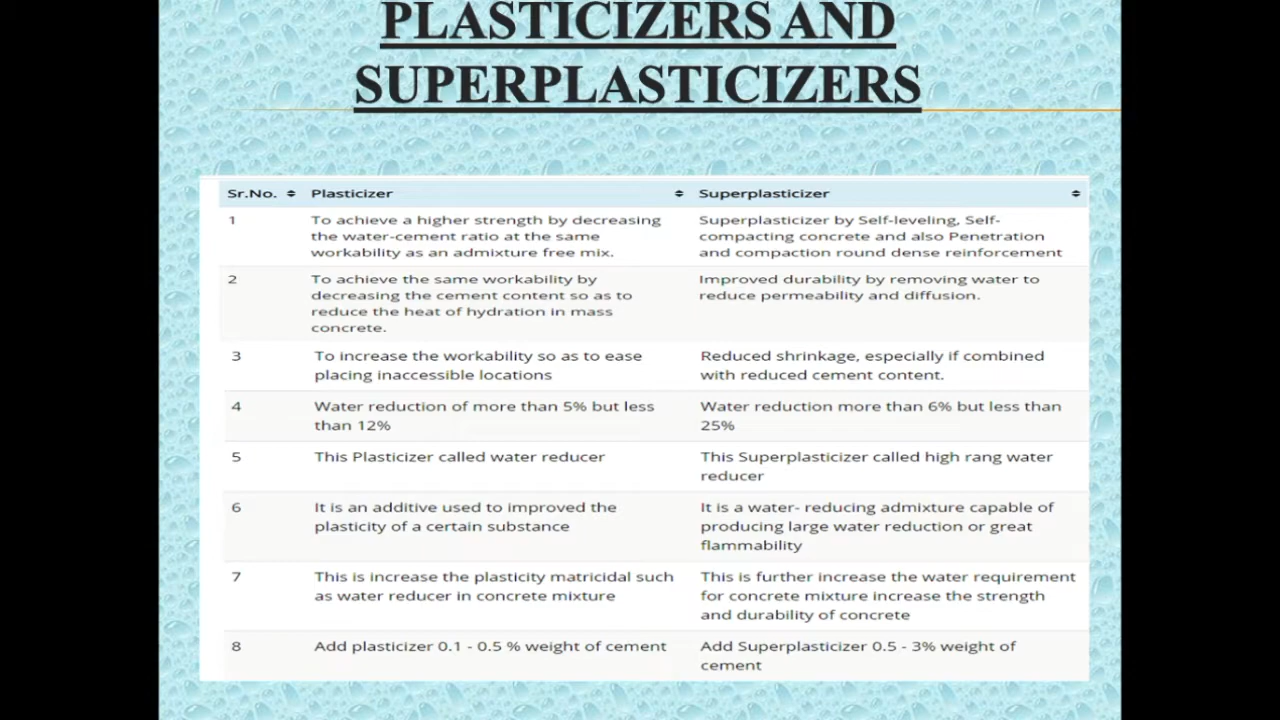 PLASTICIZERS AND
SUPERPLASTICIZERS
Sr.No. Plasticizer Superplasticizer
1
To achieve a higher strength by decreasing
the water-cement ratio at the same
workability as an admixture free mix.
Superplasticizer by Self-leveling, Self-
compacting concrete and also Penetration
and compaction round dense reinforcement
2
To achieve the same workability by
decreasing the cement content so as to
reduce the heat of hydration in mass
concrete.
Improved durability by removing water to
reduce permeability and diffusion.
3
To increase the workability so as to ease
placing inaccessible locations
Reduced shrinkage, especially if combined
with reduced cement content.
4
Water reduction of more than 5% but less
than 12%
Water reduction more than 6% but less than
25%
5
This Plasticizer called water reducer
This Superplasticizer called high rang water
reducer
6
It is an additive used to improved the
plasticity of a certain substance
It is a water- reducing admixture capable of
producing large water reduction or great
flammability
7
This is increase the plasticity matricidal such
as water reducer in concrete mixture
This is further increase the water requirement
for concrete mixture increase the strength
and durability of concrete
8
Add plasticizer 0.1 - 0.5 % weight of cement
Add Superplasticizer 0.5 - 3% weight of
cement